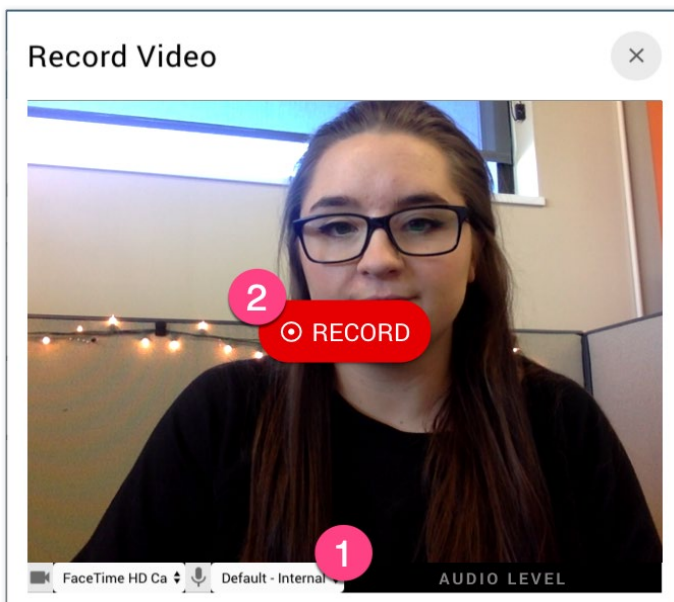 Record Video
2
RECORD
1
FaceTime HD Ca Default - Internal AUDIO LEVEL